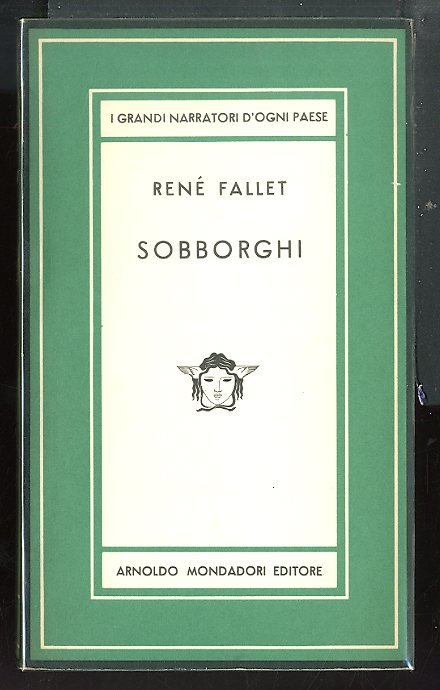 I GRANDI NARRATORI D'OGNI PAESE
RENÉ FALLET
SOBBORGHI
ARNOLDO MONDADORI EDITORE